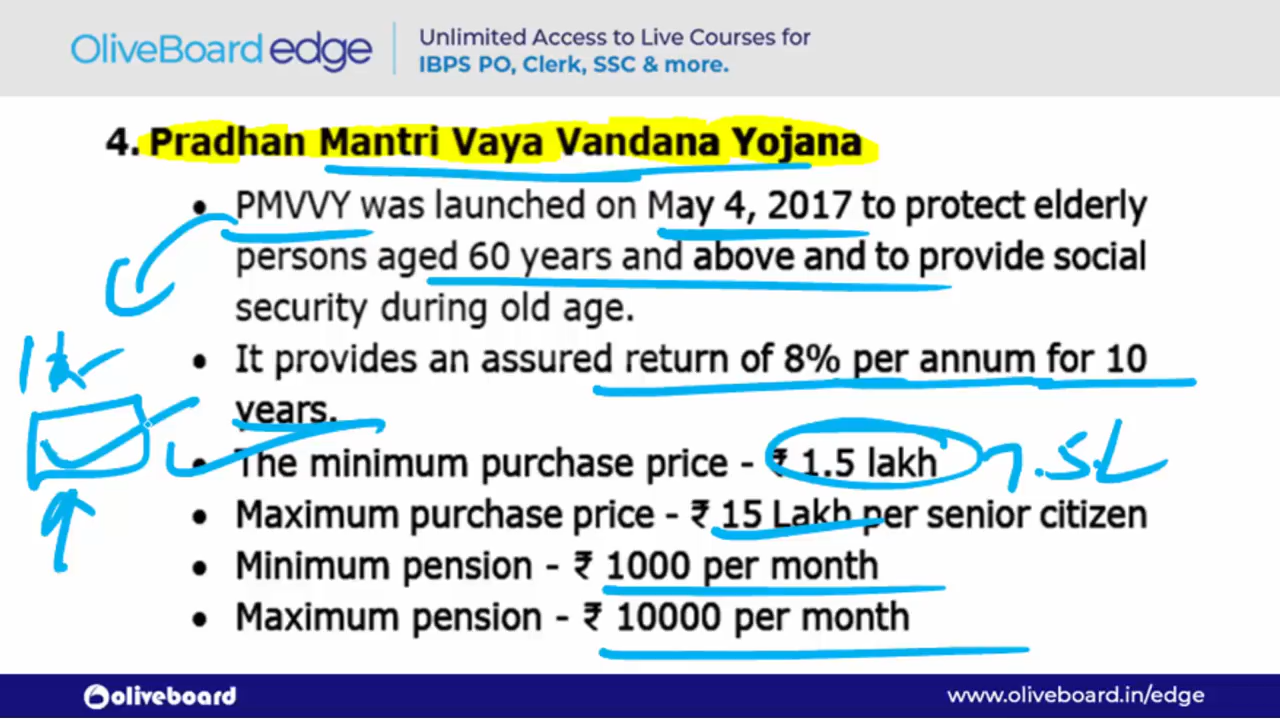 OliveBoard edge
Unlimited Access to Live Courses for
IBPS PO, Clerk, SSC & more.
4. Pradhan Mantri Vaya Vandana Yojana
• PMVVY was launched on May 4, 2017 to protect elderly
persons aged 60 years and above and to provide social
security during old age.
• It provides an assured return of 8% per annum for 10
years.
• The minimum purchase price - ₹ 1.5 lakh
• Maximum purchase price - ₹ 15 Lakh per senior citizen
• Minimum pension - ₹ 1000 per month
• Maximum pension - ₹ 10000 per month
oliveboard
www.oliveboard.in/edge